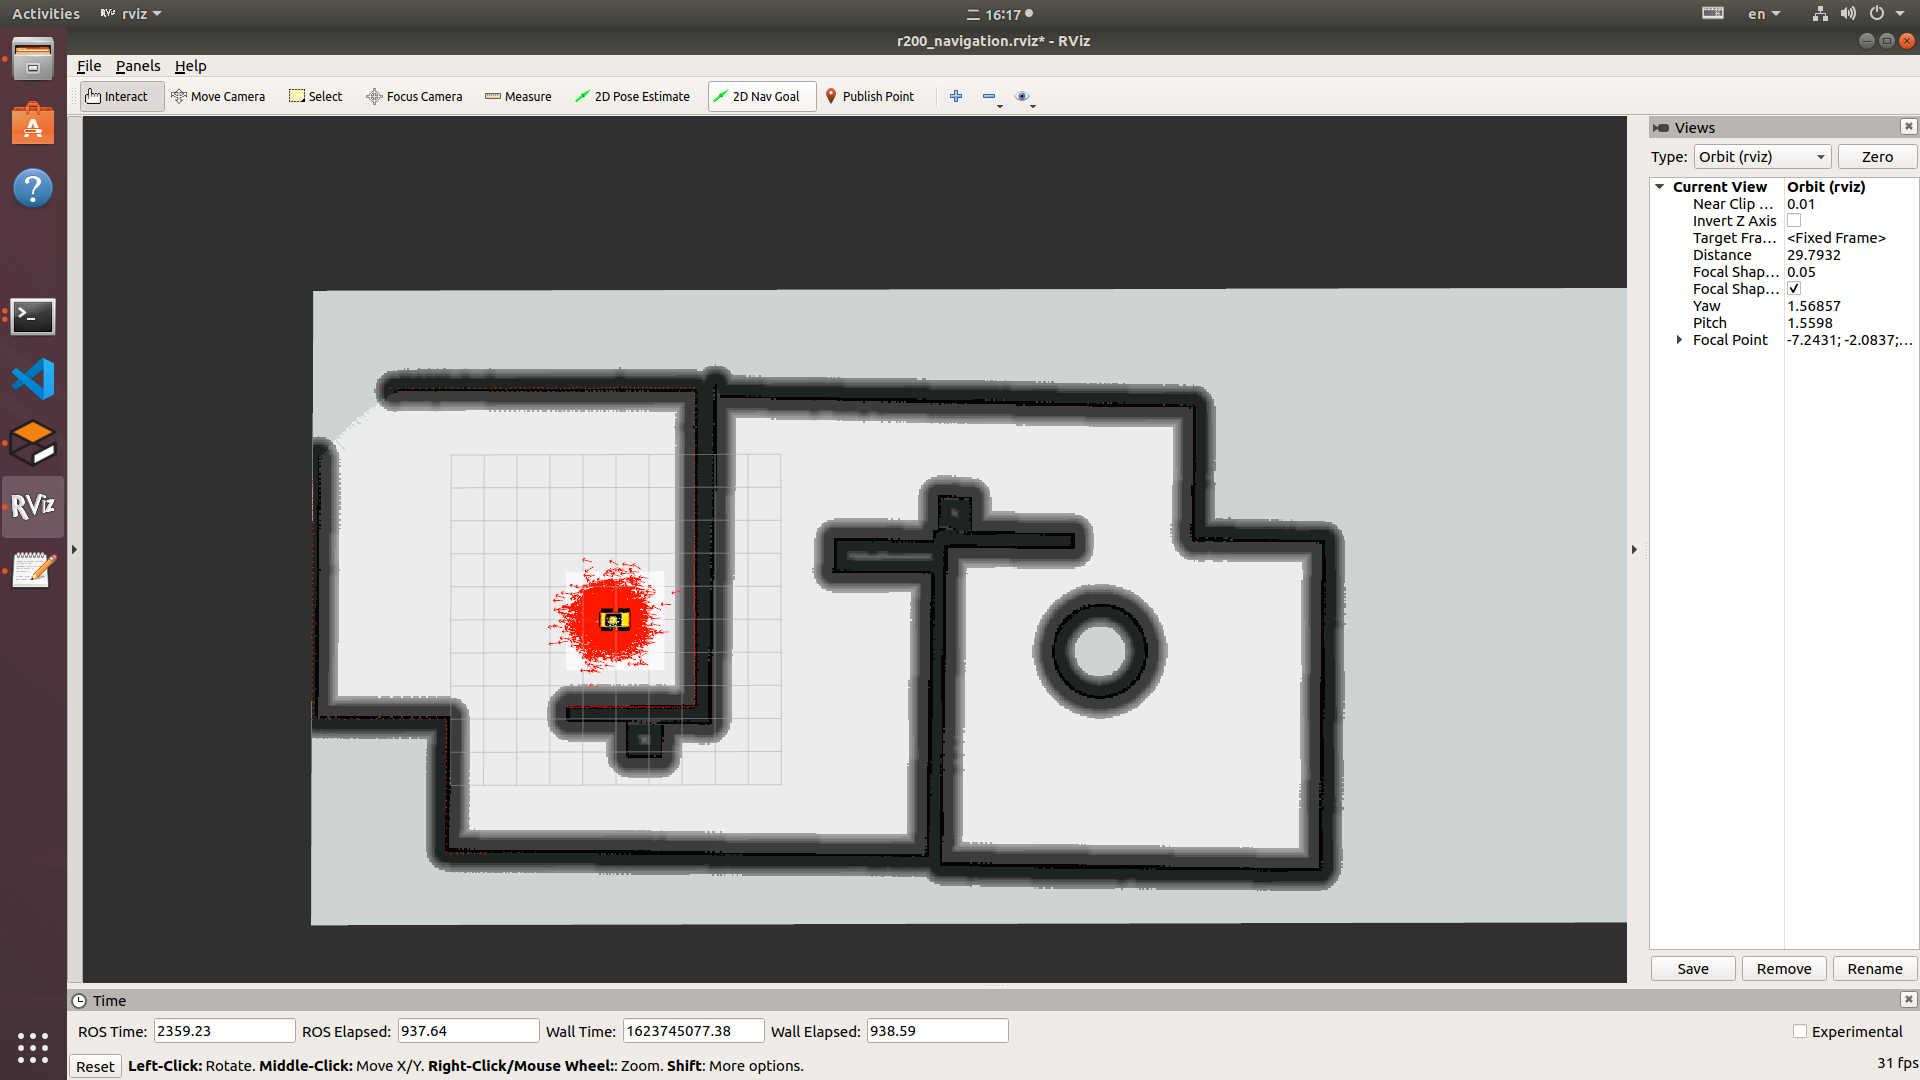 Activities RViz rviz 二 16:17 en
r200_navigation.rviz* - RViz
File Panels Help
Interact Move Camera Select Focus Camera Measure 2D Pose Estimate 2D Nav Goal Publish Point
Views
Type: Orbit (rviz) Zero
Current View Orbit (rviz)
Near Clip … 0.01
Invert Z Axis
Target Fra… <Fixed Frame>
Distance 29.7932
Focal Shap… 0.05
Focal Shap…
Yaw 1.56857
Pitch 1.5598
Focal Point -7.2431; -2.0837;…
RViz
Save Remove Rename
Time
ROS Time: 2359.23 ROS Elapsed: 937.64 Wall Time: 1623745077.38 Wall Elapsed: 938.59 Experimental
Reset Left-Click: Rotate. Middle-Click: Move X/Y. Right-Click/Mouse Wheel:: Zoom. Shift: More options. 31 fps